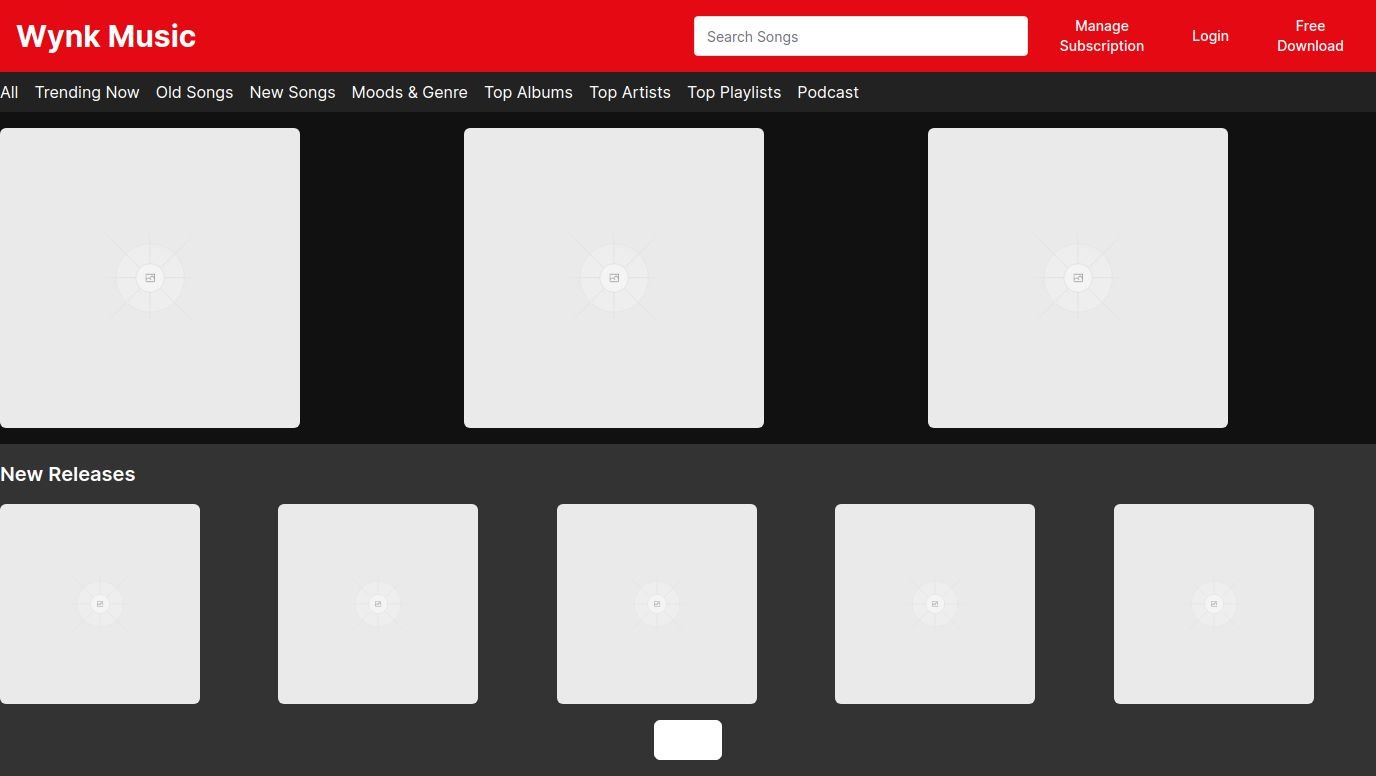 Wynk Music
Search Songs
Manage
Subscription
Login
Free
Download
All Trending Now Old Songs New Songs Moods & Genre Top Albums Top Artists Top Playlists Podcast
New Releases